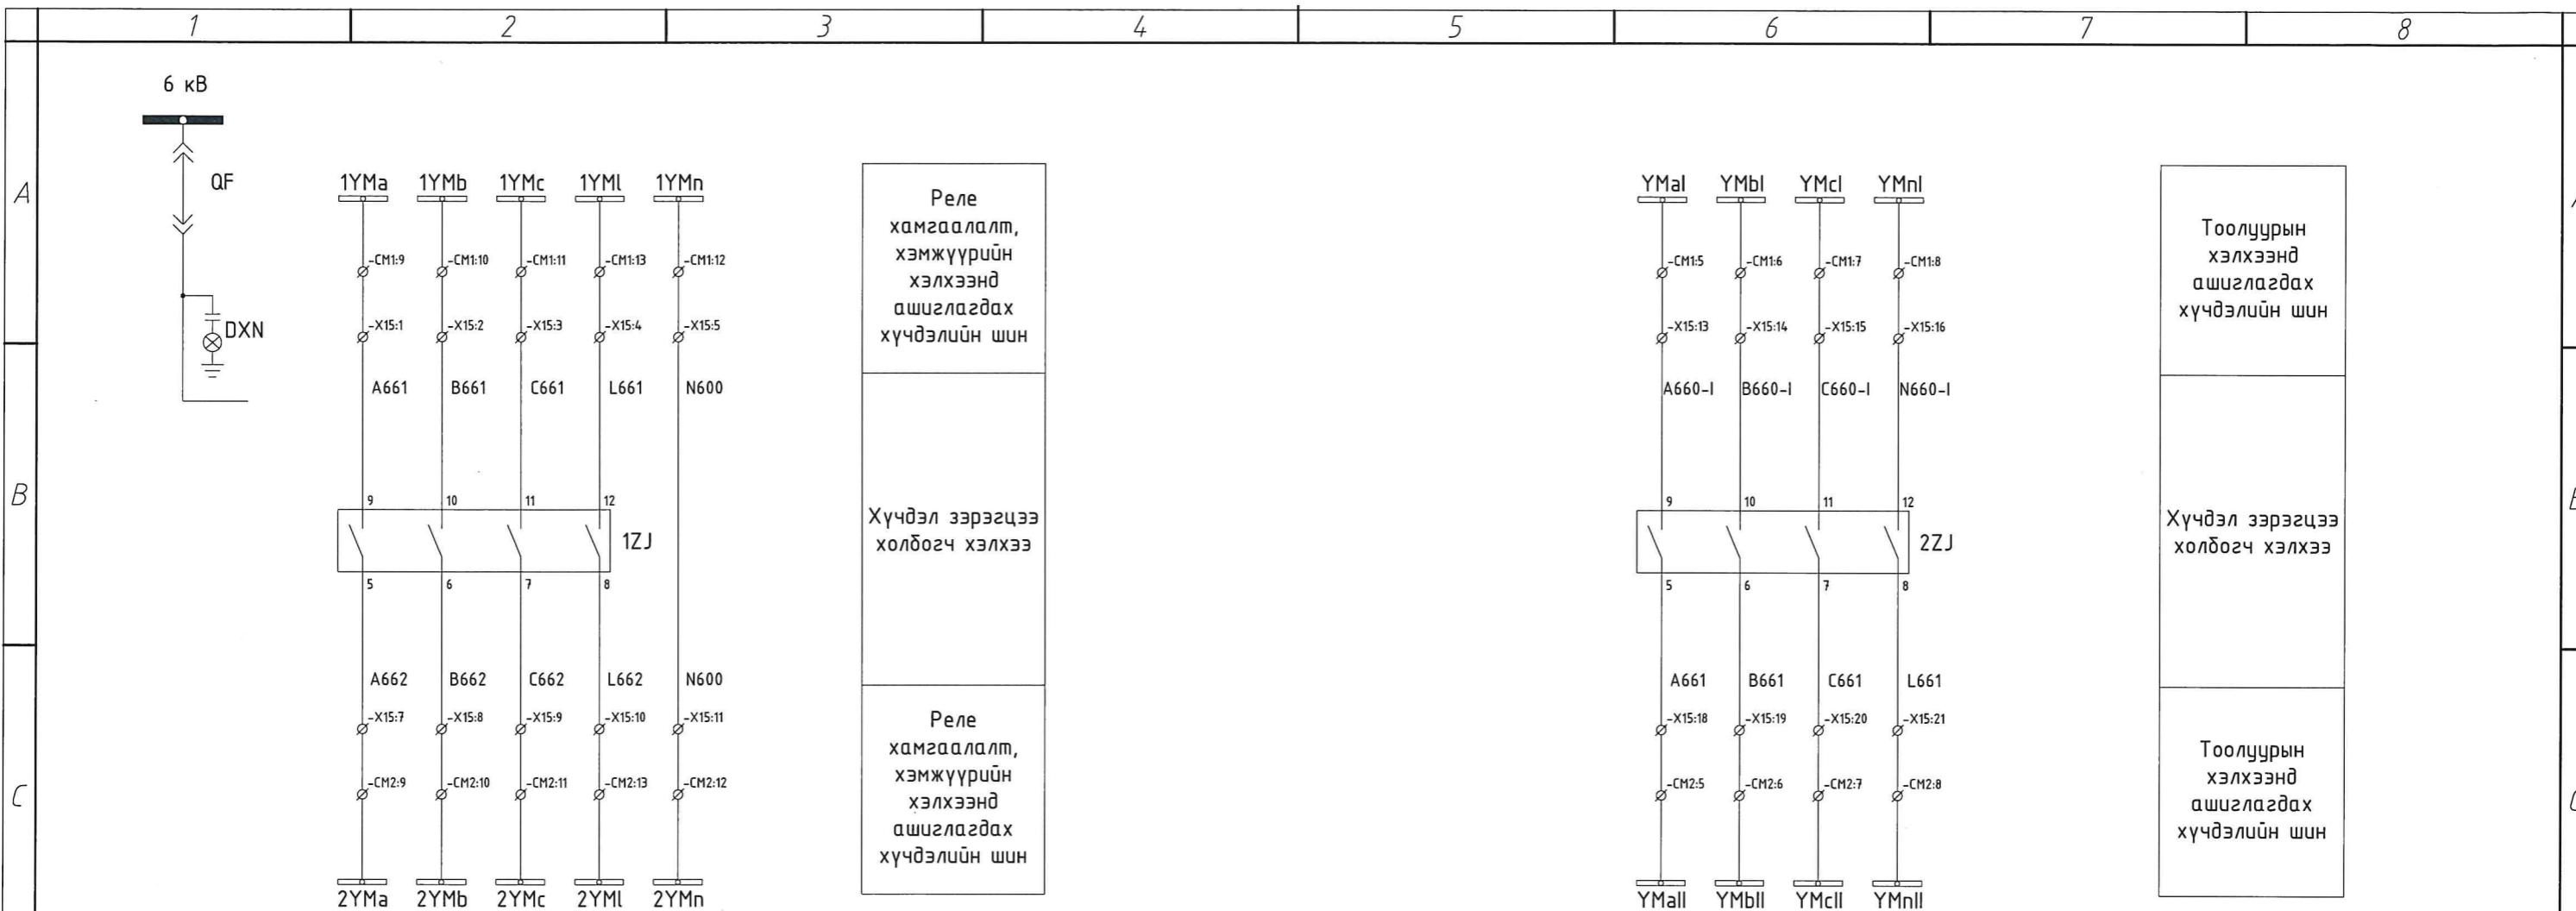 1 2 3 4 5 6 7 8
6 кВ
QF
DXN
A
B
C
1YMa 1YMb 1YMc 1YMl 1YMn
-CM1:9 -CM1:10 -CM1:11 -CM1:13 -CM1:12
-X15:1 -X15:2 -X15:3 -X15:4 -X15:5
A661 B661 C661 L661 N600
9 10 11 12
1ZJ
5 6 7 8
A662 B662 C662 L662 N600
-X15:7 -X15:8 -X15:9 -X15:10 -X15:11
-CM2:9 -CM2:10 -CM2:11 -CM2:13 -CM2:12
2YMa 2YMb 2YMc 2YMl 2YMn
Реле
хамгаалалт,
хэмжүүрийн
хэлхээнд
ашиглагдах
хүчдэлийн шин
Хүчдэл зэрэгцээ
холбогч хэлхээ
Реле
хамгаалалт,
хэмжүүрийн
хэлхээнд
ашиглагдах
хүчдэлийн шин
YMaI YMbI YMcI YMnI
-CM1:5 -CM1:6 -CM1:7 -CM1:8
-X15:13 -X15:14 -X15:15 -X15:16
A660-I B660-I C660-I N660-I
9 10 11 12
2ZJ
5 6 7 8
A661 B661 C661 L661
-X15:18 -X15:19 -X15:20 -X15:21
-CM2:5 -CM2:6 -CM2:7 -CM2:8
YMaII YMbII YMcII YMnII
Тоолуурын
хэлхээнд
ашиглагдах
хүчдэлийн шин
Хүчдэл зэрэгцээ
холбогч хэлхээ
Тоолуурын
хэлхээнд
ашиглагдах
хүчдэлийн шин